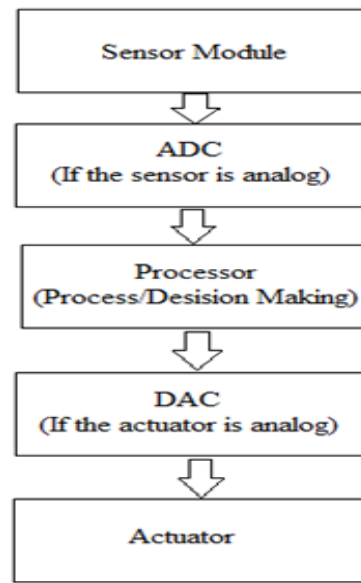 Sensor Module
ADC
(If the sensor is analog)
Processor
(Process/Desision Making)
DAC
(If the actuator is analog)
Actuator